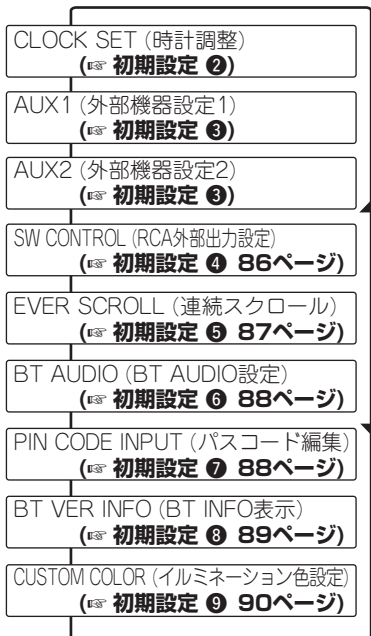 CLOCK SET (時計調整)
(☞ 初期設定 ❷)
AUX1 (外部機器設定1)
(☞ 初期設定 ❸)
AUX2 (外部機器設定2)
(☞ 初期設定 ❸)
SW CONTROL (RCA外部出力設定)
(☞ 初期設定 ❹ 86ページ)
EVER SCROLL (連続スクロール)
(☞ 初期設定 ❺ 87ページ)
BT AUDIO (BT AUDIO設定)
(☞ 初期設定 ❻ 88ページ)
PIN CODE INPUT (パスコード編集)
(☞ 初期設定 ❼ 88ページ)
BT VER INFO (BT INFO表示)
(☞ 初期設定 ❽ 89ページ)
CUSTOM COLOR (イルミネーション色設定)
(☞ 初期設定 ❾ 90ページ)